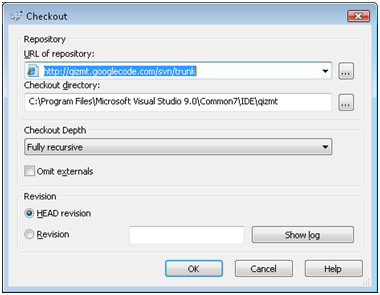 Checkout
Repository
URL of repository:
http://qizmt.googlecode.com/svn/trunk
...
Checkout directory:
C:\Program Files\Microsoft Visual Studio 9.0\Common7\IDE\qizmt
...
Checkout Depth
Fully recursive
Omit externals
Revision
HEAD revision
Revision
Show log
OK
Cancel
Help